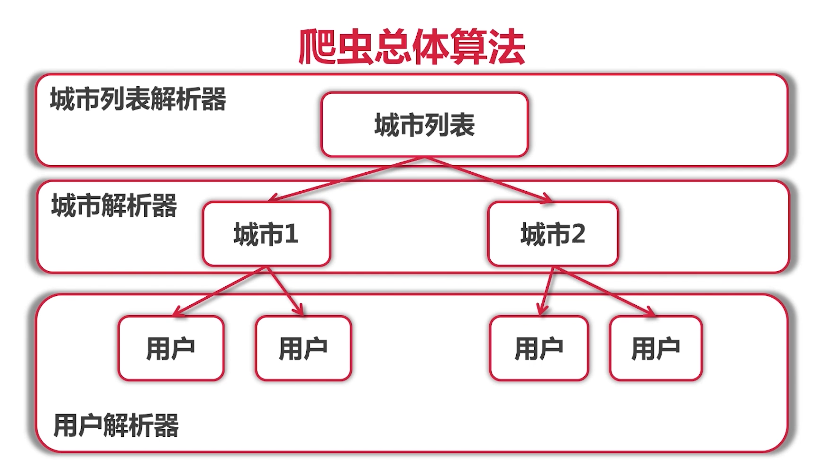 爬虫总体算法
城市列表解析器
城市列表
城市解析器
城市1
城市2
用户
用户
用户
用户
用户解析器